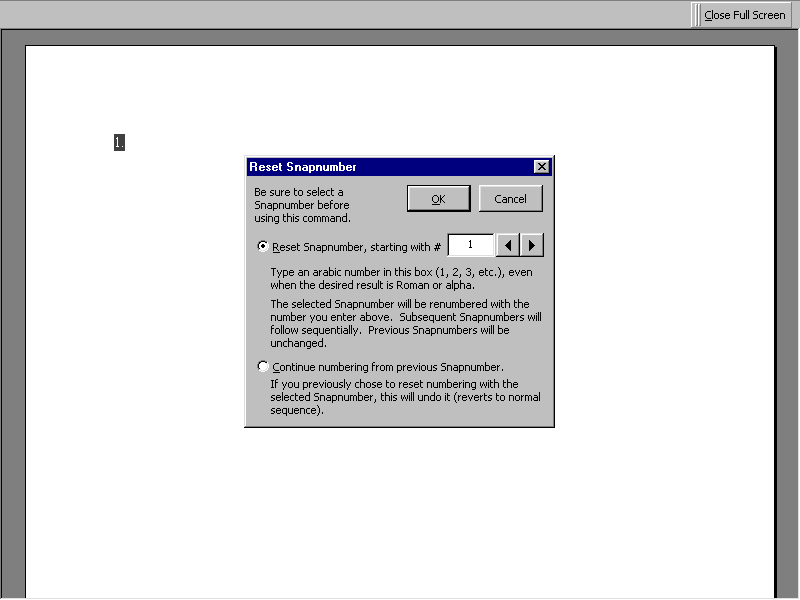 Close Full Screen
1.
Reset Snapnumber
Be sure to select a
Snapnumber before
using this command.
OK
Cancel
Reset Snapnumber, starting with #
1
Type an arabic number in this box (1, 2, 3, etc.), even
when the desired result is Roman or alpha.
The selected Snapnumber will be renumbered with the
number you enter above.  Subsequent Snapnumbers will
follow sequentially.  Previous Snapnumbers will be
unchanged.
Continue numbering from previous Snapnumber.
If you previously chose to reset numbering with the
selected Snapnumber, this will undo it (reverts to normal
sequence).